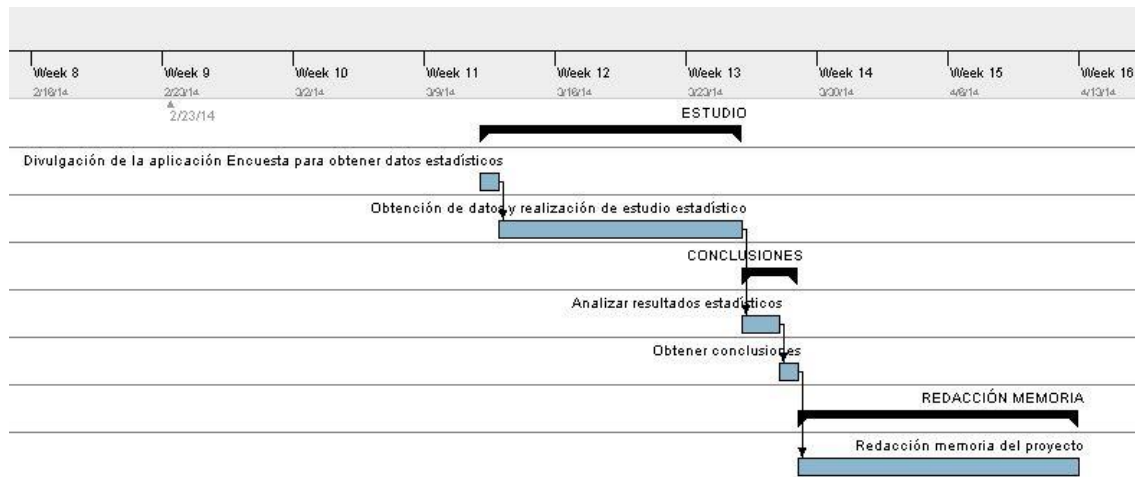 Week 8 Week 9 Week 10 Week 11 Week 12 Week 13 Week 14 Week 15 Week 16
2/16/14 2/23/14 3/2/14 3/9/14 3/16/14 3/23/14 3/30/14 4/6/14 4/13/14
2/23/14
ESTUDIO
Divulgación de la aplicación Encuesta para obtener datos estadísticos
Obtención de datos y realización de estudio estadístico
CONCLUSIONES
Analizar resultados estadísticos
Obtener conclusiones
REDACCIÓN MEMORIA
Redacción memoria del proyecto